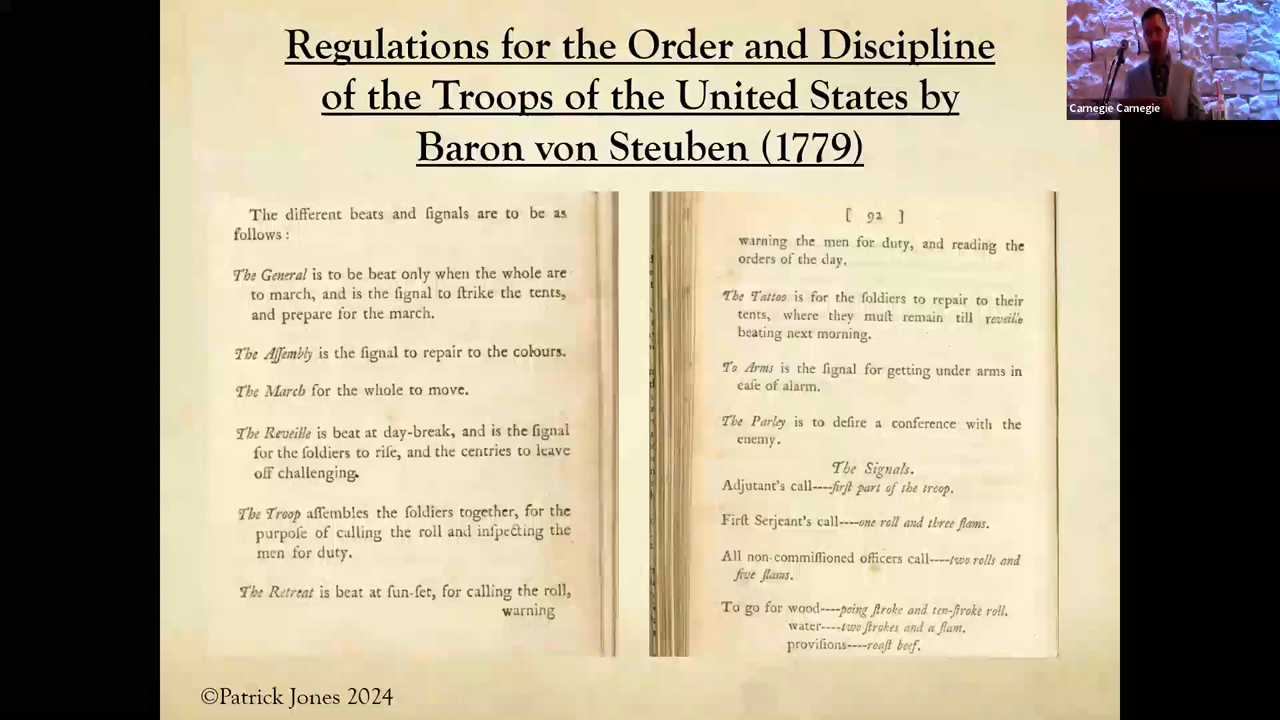 Regulations for the Order and Discipline
of the Troops of the United States by
Baron von Steuben (1779)
Carnegie Carnegie
The different beats and ſignals are to be as
follows :
The General is to be beat only when the whole are
to march, and is the ſignal to ſtrike the tents,
and prepare for the march.
The Aſſembly is the ſignal to repair to the colours.
The March for the whole to move.
The Reveille is beat at day-break, and is the ſignal
for the ſoldiers to riſe, and the centries to leave
off challenging.
The Troop aſſembles the ſoldiers together, for the
purpoſe of calling the roll and inſpecting the
men for duty.
The Retreat is beat at ſun-ſet, for calling the roll,
warning
[ 92 ]
warning the men for duty, and reading the
orders of the day.
The Tattoo is for the ſoldiers to repair to their
tents, where they muſt remain till reveille
beating next morning.
To Arms is the ſignal for getting under arms in
caſe of alarm.
The Parley is to deſire a conference with the
enemy.
The Signals.
Adjutant's call----firſt part of the troop.
Firſt Serjeant's call----one roll and three flams.
All non-commiſſioned officers call----two rolls and
five flams.
To go for wood----poing ſtroke and ten-ſtroke roll.
water----two ſtrokes and a flam.
proviſions----roaſt beef.
©Patrick Jones 2024